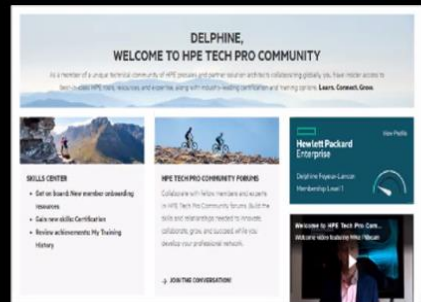 DELPHINE,
WELCOME TO HPE TECH PRO COMMUNITY
As a member of a unique technical community of HPE presales and partner solution architects collaborating globally, you have insider access to
best-in-class HPE tools, resources, and expertise, along with industry-leading certification and training options. Learn. Connect. Grow.
SKILLS CENTER
• Get on board: New member onboarding
resources
• Gain new skills: Certification
• Review achievements: My Training
History
HPE TECH PRO COMMUNITY FORUMS
Collaborate with fellow members and experts
in HPE Tech Pro Community forums. Build the
skills and relationships needed to innovate,
collaborate, grow, and succeed, while you
develop your professional network.
→ JOIN THE CONVERSATION!
View Profile
Hewlett Packard
Enterprise
Delphine
Membership Level 1
Welcome to HPE Tech Pro Com...
Welcome video featuring